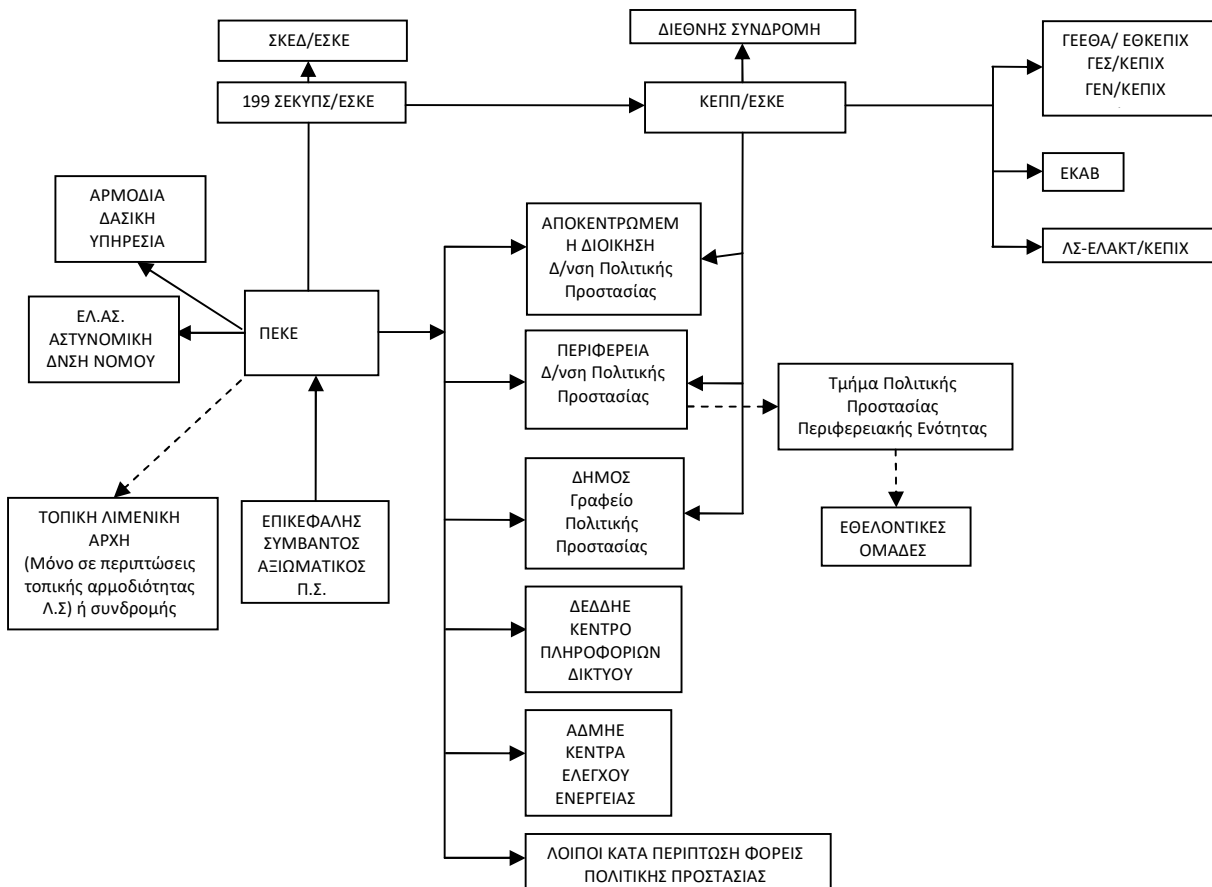 ΣΚΕΔ/ΕΣΚΕ
ΔΙΕΘΝΗΣ ΣΥΝΔΡΟΜΗ
ΓΕΕΘΑ/ ΕΘΚΕΠΙΧ
ΓΕΣ/ΚΕΠΙΧ
ΓΕΝ/ΚΕΠΙΧ
199 ΣΕΚΥΠΣ/ΕΣΚΕ
ΚΕΠΠ/ΕΣΚΕ
ΕΚΑΒ
ΛΣ-ΕΛΑΚΤ/ΚΕΠΙΧ
ΑΡΜΟΔΙΑ
ΔΑΣΙΚΗ
ΥΠΗΡΕΣΙΑ
ΑΠΟΚΕΝΤΡΩΜΕΜ
Η ΔΙΟΙΚΗΣΗ
Δ/νση Πολιτικής
Προστασίας
ΕΛ.ΑΣ.
ΑΣΤΥΝΟΜΙΚΗ
ΔΝΣΗ ΝΟΜΟΥ
ΠΕΚΕ
ΠΕΡΙΦΕΡΕΙΑ
Δ/νση Πολιτικής
Προστασίας
Τμήμα Πολιτικής
Προστασίας
Περιφερειακής Ενότητας
ΤΟΠΙΚΗ ΛΙΜΕΝΙΚΗ
ΑΡΧΗ
(Μόνο σε περιπτώσεις
τοπικής αρμοδιότητας
Λ.Σ) ή συνδρομής
ΕΠΙΚΕΦΑΛΗΣ
ΣΥΜΒΑΝΤΟΣ
ΑΞΙΩΜΑΤΙΚΟΣ
Π.Σ.
ΔΗΜΟΣ
Γραφείο
Πολιτικής
Προστασίας
ΕΘΕΛΟΝΤΙΚΕΣ
ΟΜΑΔΕΣ
ΔΕΔΔΗΕ
ΚΕΝΤΡΟ
ΠΛΗΡΟΦΟΡΙΩΝ
ΔΙΚΤΥΟΥ
ΑΔΜΗΕ
ΚΕΝΤΡΑ
ΕΛΕΓΧΟΥ
ΕΝΕΡΓΕΙΑΣ
ΛΟΙΠΟΙ ΚΑΤΑ ΠΕΡΙΠΤΩΣΗ ΦΟΡΕΙΣ
ΠΟΛΙΤΙΚΗΣ ΠΡΟΣΤΑΣΙΑΣ